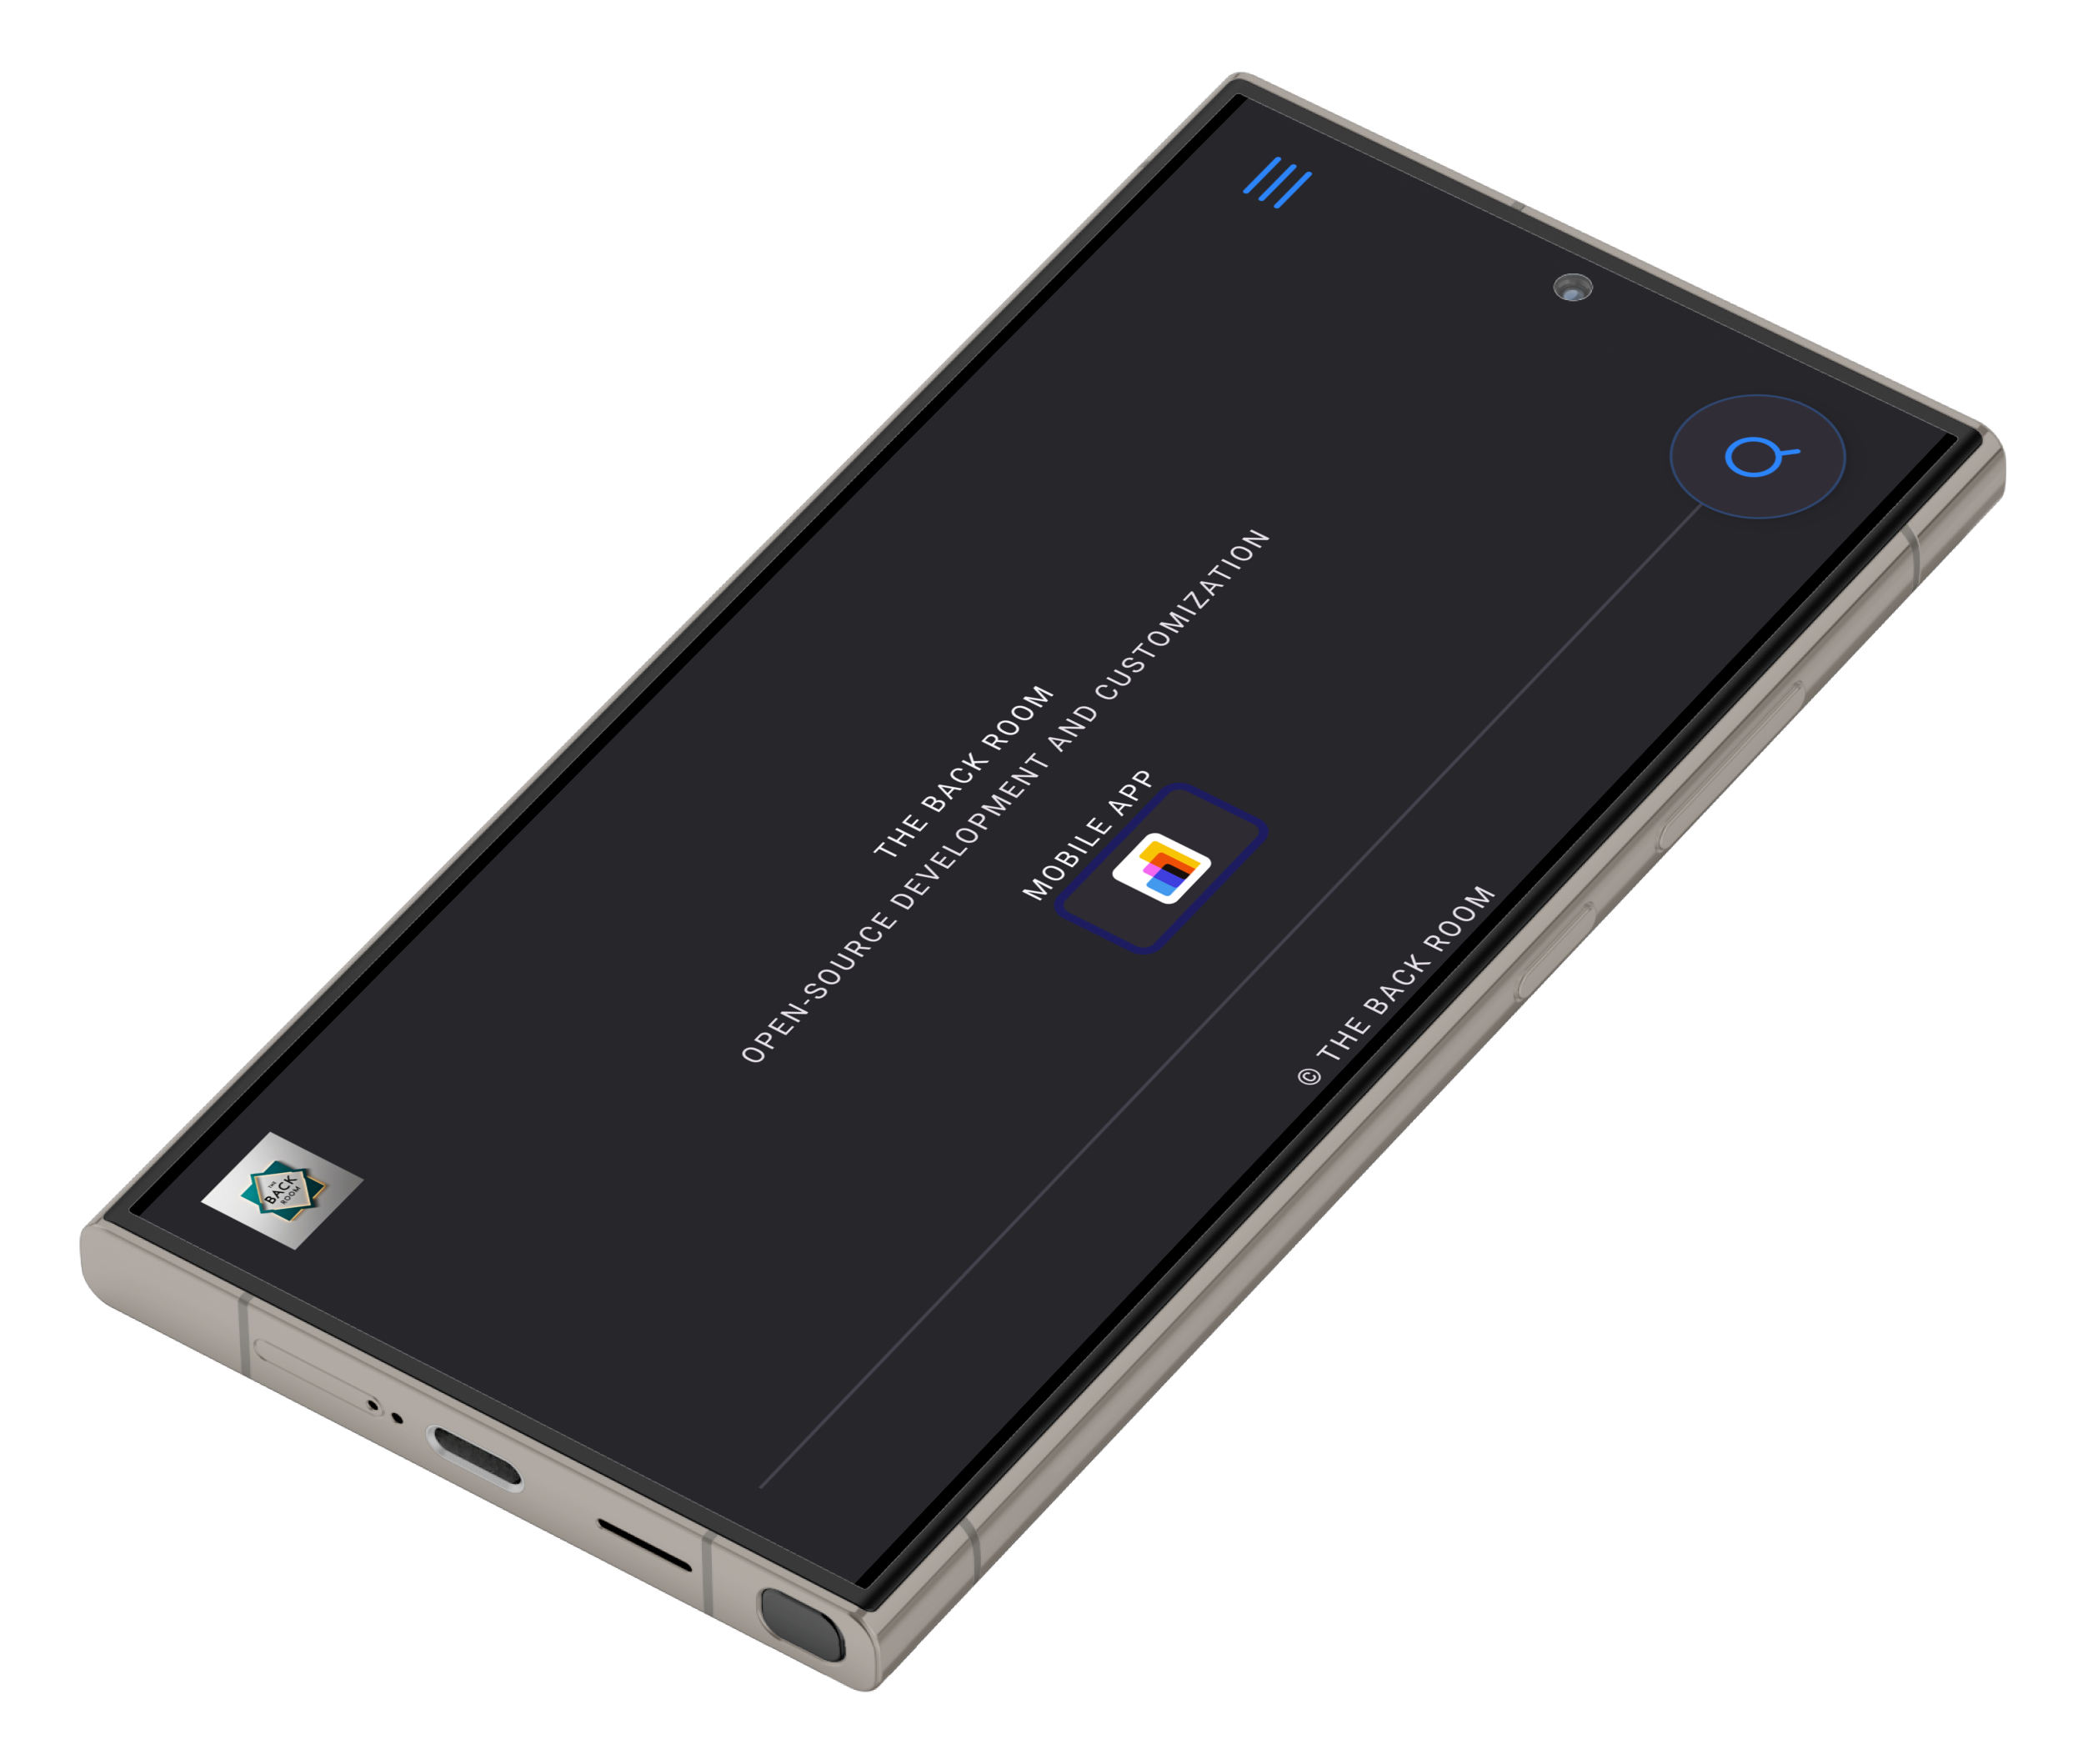 THE
BACK
ROOM
THE BACK ROOM
OPEN-SOURCE DEVELOPMENT AND CUSTOMIZATION
MOBILE APP
© THE BACK ROOM